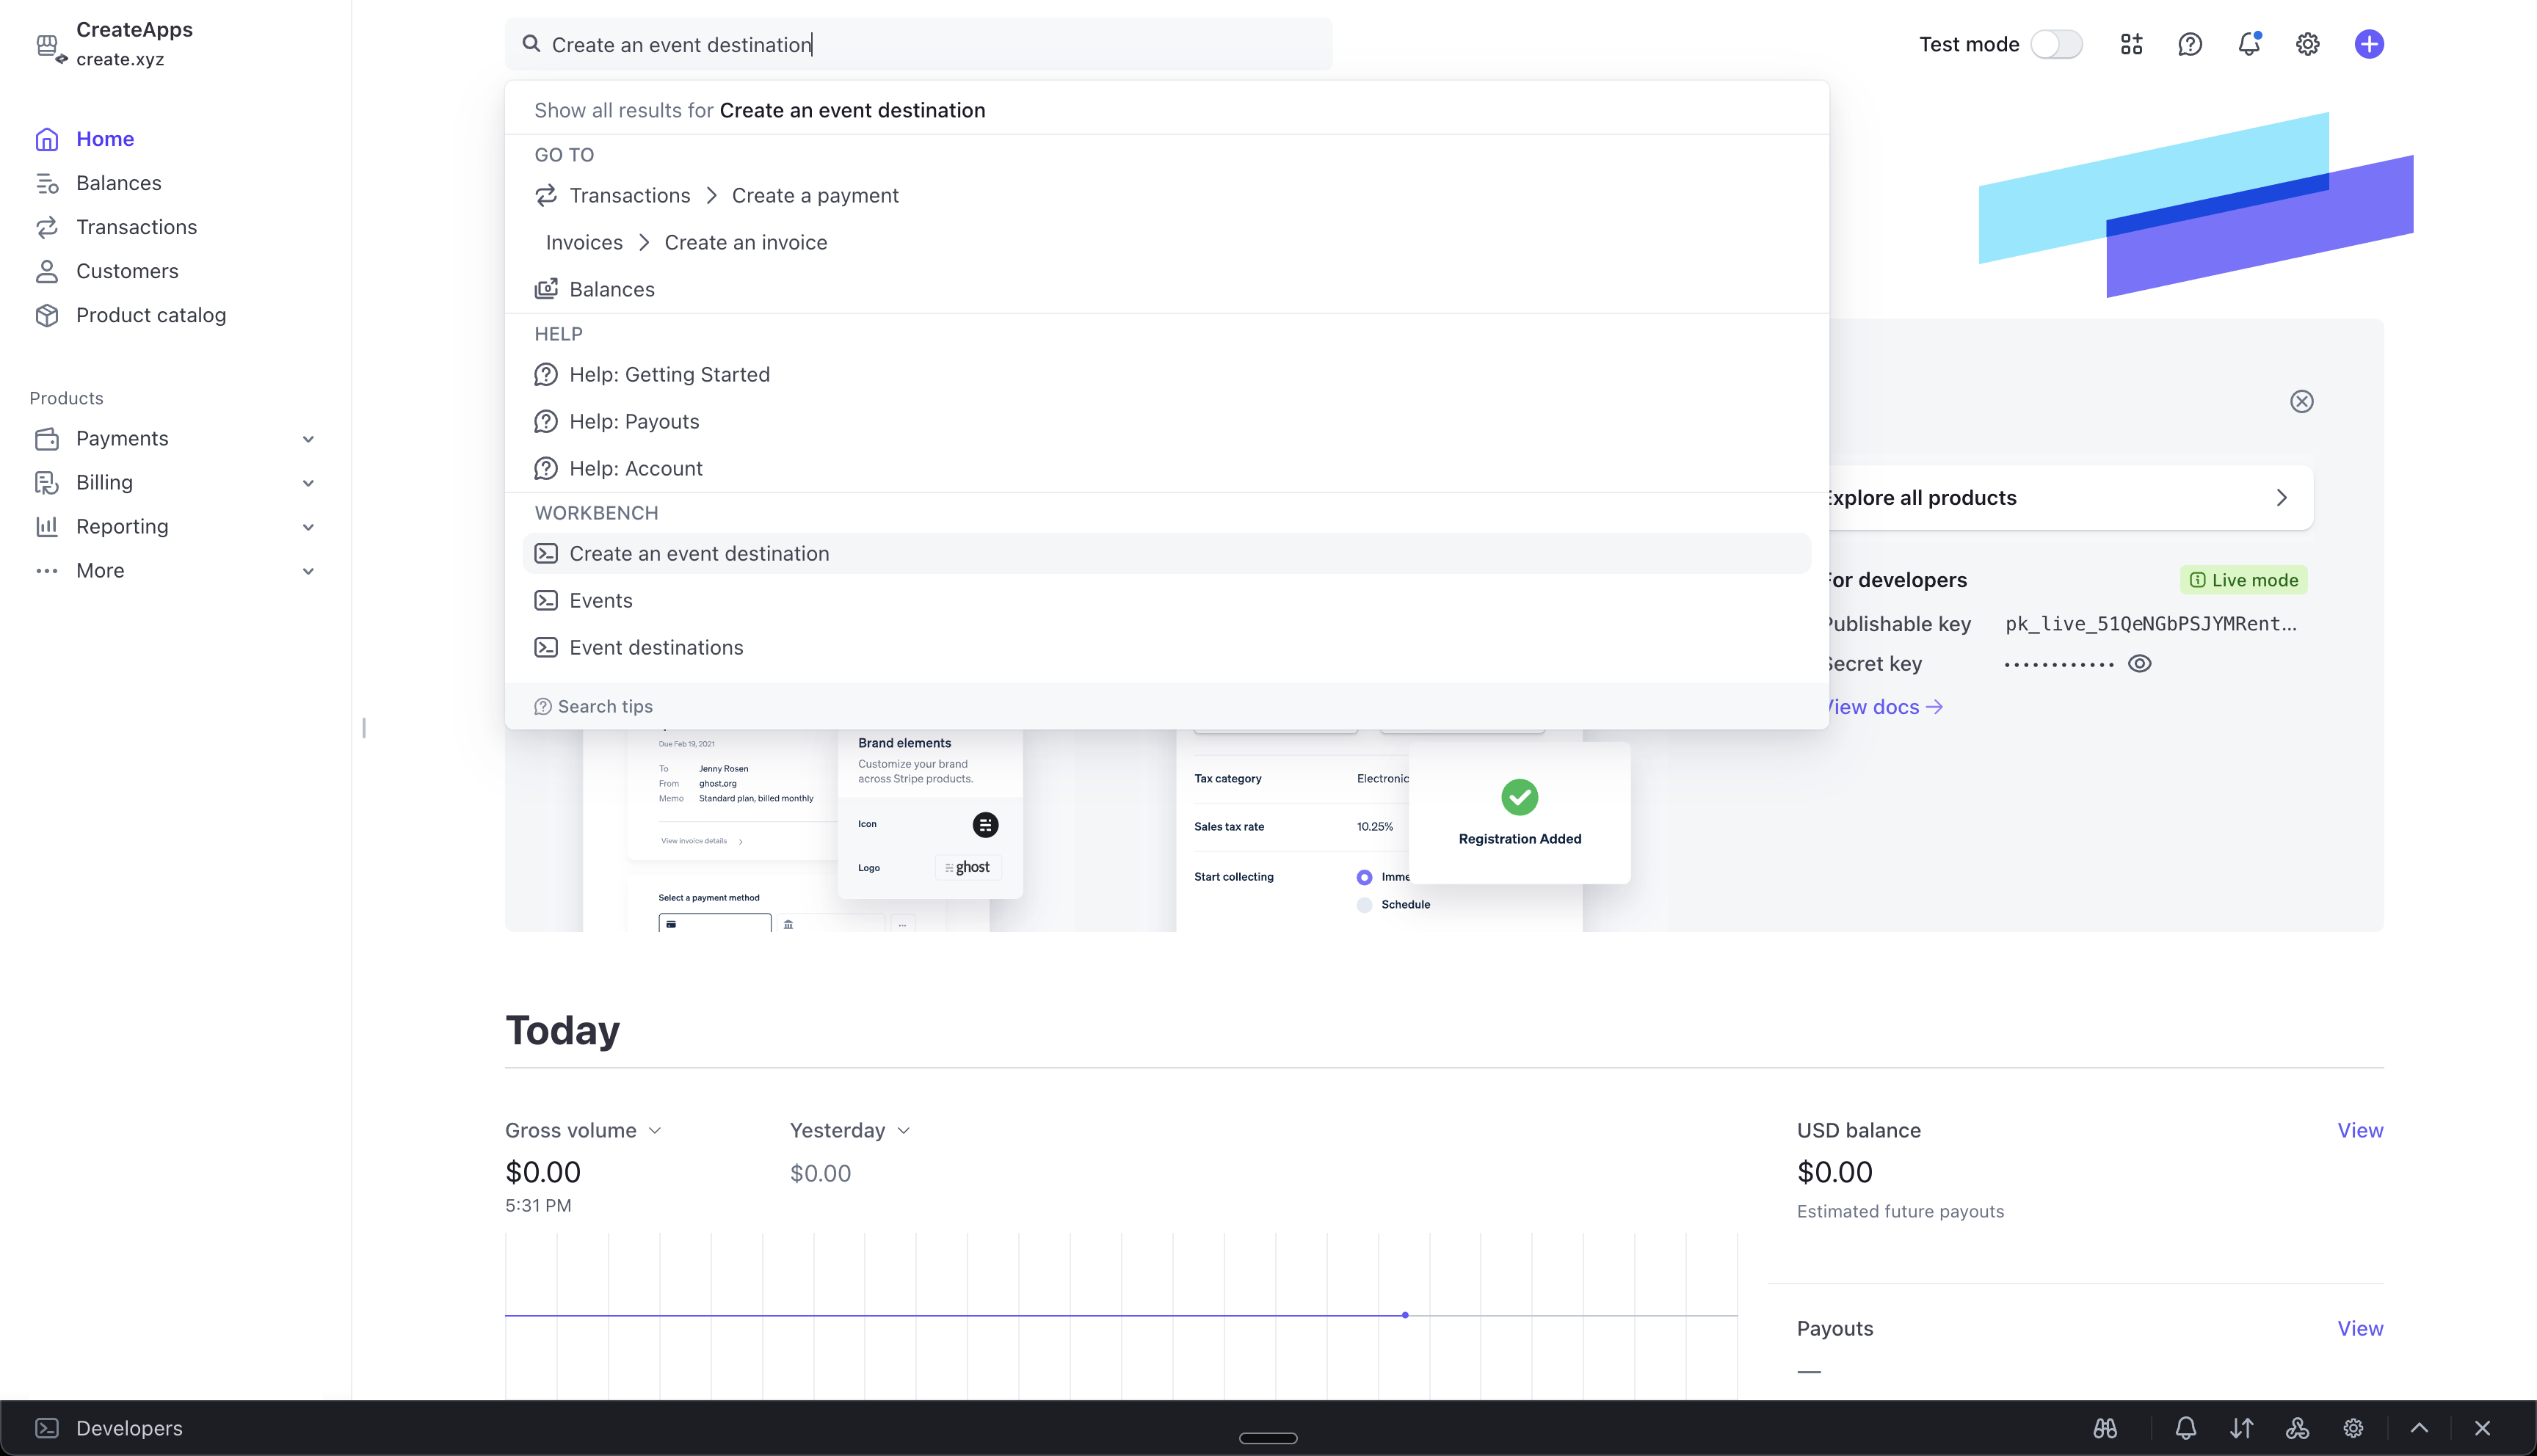 CreateApps
create.xyz
Home
Balances
Transactions
Customers
Product catalog
Products
Payments
Billing
Reporting
More
Create an event destination
Test mode
Show all results for Create an event destination
GO TO
Transactions > Create a payment
Invoices > Create an invoice
Balances
HELP
Help: Getting Started
Help: Payouts
Help: Account
WORKBENCH
Create an event destination
Events
Event destinations
Search tips
Explore all products
For developers
Live mode
Publishable key pk_live_51QeNGbPSJYMRent...
Secret key ••••••••••••
View docs →
Due Feb 19, 2021
To Jenny Rosen
From ghost.org
Memo Standard plan, billed monthly
View invoice details >
Select a payment method
Brand elements
Customize your brand
across Stripe products.
Icon
Logo ghost
Tax category Electronic
Sales tax rate 10.25%
Start collecting Imme
Schedule
Registration Added
Today
Gross volume
$0.00
5:31 PM
Yesterday
$0.00
USD balance View
$0.00
Estimated future payouts
Payouts View
—
Developers